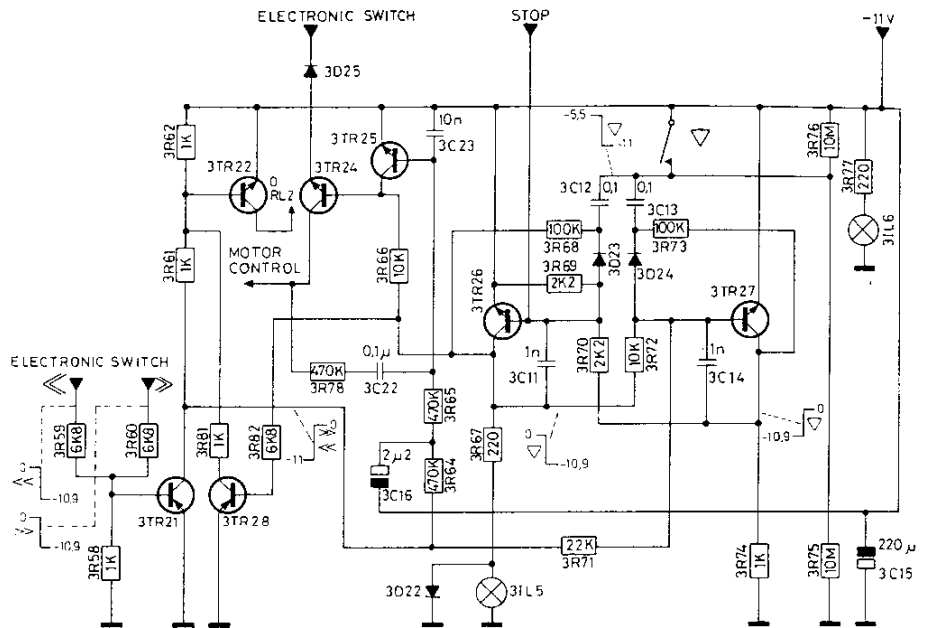 ELECTRONIC SWITCH
STOP
-11V
3D25
10n
3C23
3TR25
3R62
1K
3TR22
0
RL2
3TR24
-5,5
-11
3R76
10M
3R77
220
3C12
0,1
0,1
3C13
3IL6
3R61
1K
MOTOR
CONTROL
3R66
10K
100K
3R68
3D23
100K
3R73
3R69
2K2
3D24
3TR26
3TR27
ELECTRONIC SWITCH
0,1µ
470K
3R78
3C22
1n
3C11
3R70
2K2
10K
3R72
1n
3C14
3R59
6K8
3R60
6K8
3R81
1K
3R82
6K8
0
-11
470K
3R65
3R67
220
0
-10,9
0
-10,9
0
-10,9
0
-10,9
2µ2
3C16
470K
3R64
3TR21
3TR28
3R58
1K
22K
3R71
3R74
1K
3R75
10M
220 µ
3C15
3D22
3IL5